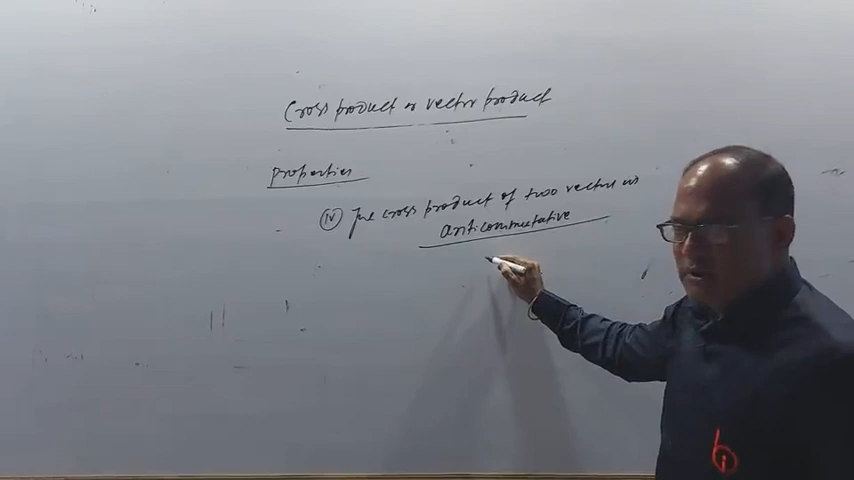 Cross product or vector product
Properties
(iv) The cross product of two vectors is
anticommutative